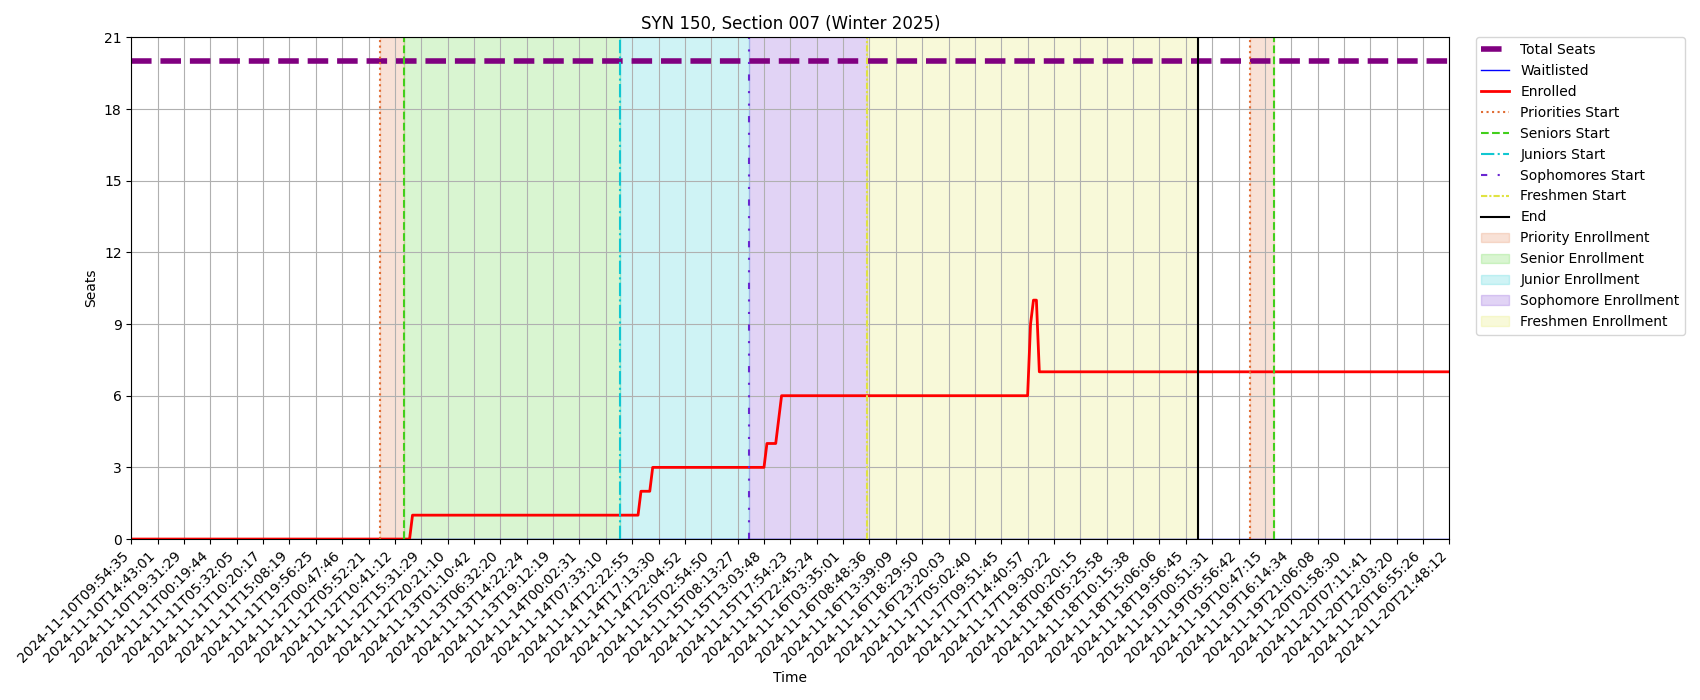 SYN 150, Section 007 (Winter 2025)
21
18
15
12
9
6
3
0
Seats
2024-11-10T09:54:35
2024-11-10T14:43:01
2024-11-10T19:31:29
2024-11-11T00:19:44
2024-11-11T05:32:05
2024-11-11T10:20:17
2024-11-11T15:08:19
2024-11-11T19:56:25
2024-11-12T00:47:46
2024-11-12T05:52:21
2024-11-12T10:41:12
2024-11-12T15:31:29
2024-11-12T20:21:10
2024-11-13T01:10:42
2024-11-13T06:32:20
2024-11-13T14:22:24
2024-11-13T19:12:19
2024-11-14T00:02:31
2024-11-14T07:33:10
2024-11-14T12:22:55
2024-11-14T17:13:30
2024-11-14T22:04:52
2024-11-15T02:54:50
2024-11-15T08:13:27
2024-11-15T13:03:48
2024-11-15T17:54:23
2024-11-15T22:45:24
2024-11-16T03:35:01
2024-11-16T08:48:36
2024-11-16T13:39:09
2024-11-16T18:29:50
2024-11-16T23:20:03
2024-11-17T05:02:40
2024-11-17T09:51:45
2024-11-17T14:40:57
2024-11-17T19:30:22
2024-11-18T00:20:15
2024-11-18T05:25:58
2024-11-18T10:15:38
2024-11-18T15:06:06
2024-11-18T19:56:45
2024-11-19T00:51:31
2024-11-19T05:56:42
2024-11-19T10:47:15
2024-11-19T16:14:34
2024-11-19T21:06:08
2024-11-20T01:58:30
2024-11-20T07:11:41
2024-11-20T12:03:20
2024-11-20T16:55:26
2024-11-20T21:48:12
Time
Total Seats
Waitlisted
Enrolled
Priorities Start
Seniors Start
Juniors Start
Sophomores Start
Freshmen Start
End
Priority Enrollment
Senior Enrollment
Junior Enrollment
Sophomore Enrollment
Freshmen Enrollment